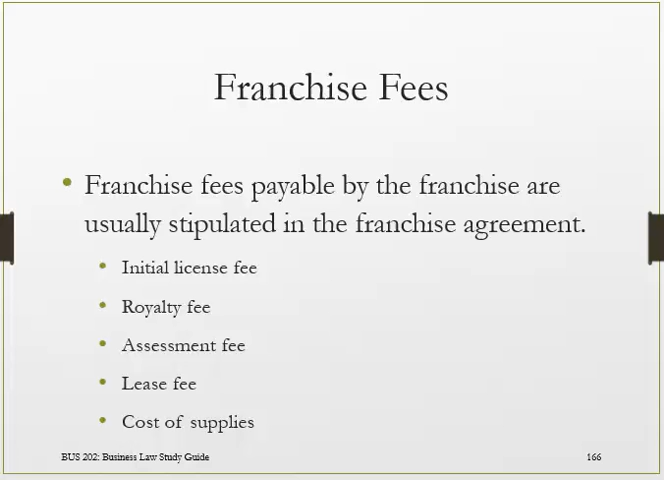 Franchise Fees
• Franchise fees payable by the franchise are
usually stipulated in the franchise agreement.
• Initial license fee
• Royalty fee
• Assessment fee
• Lease fee
• Cost of supplies
BUS 202: Business Law Study Guide
166